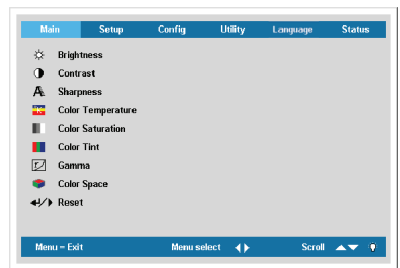 Main Setup Config Utility Language Status
Brightness
Contrast
Sharpness
Color Temperature
Color Saturation
Color Tint
Gamma
Color Space
Reset
Menu = Exit Menu select Scroll